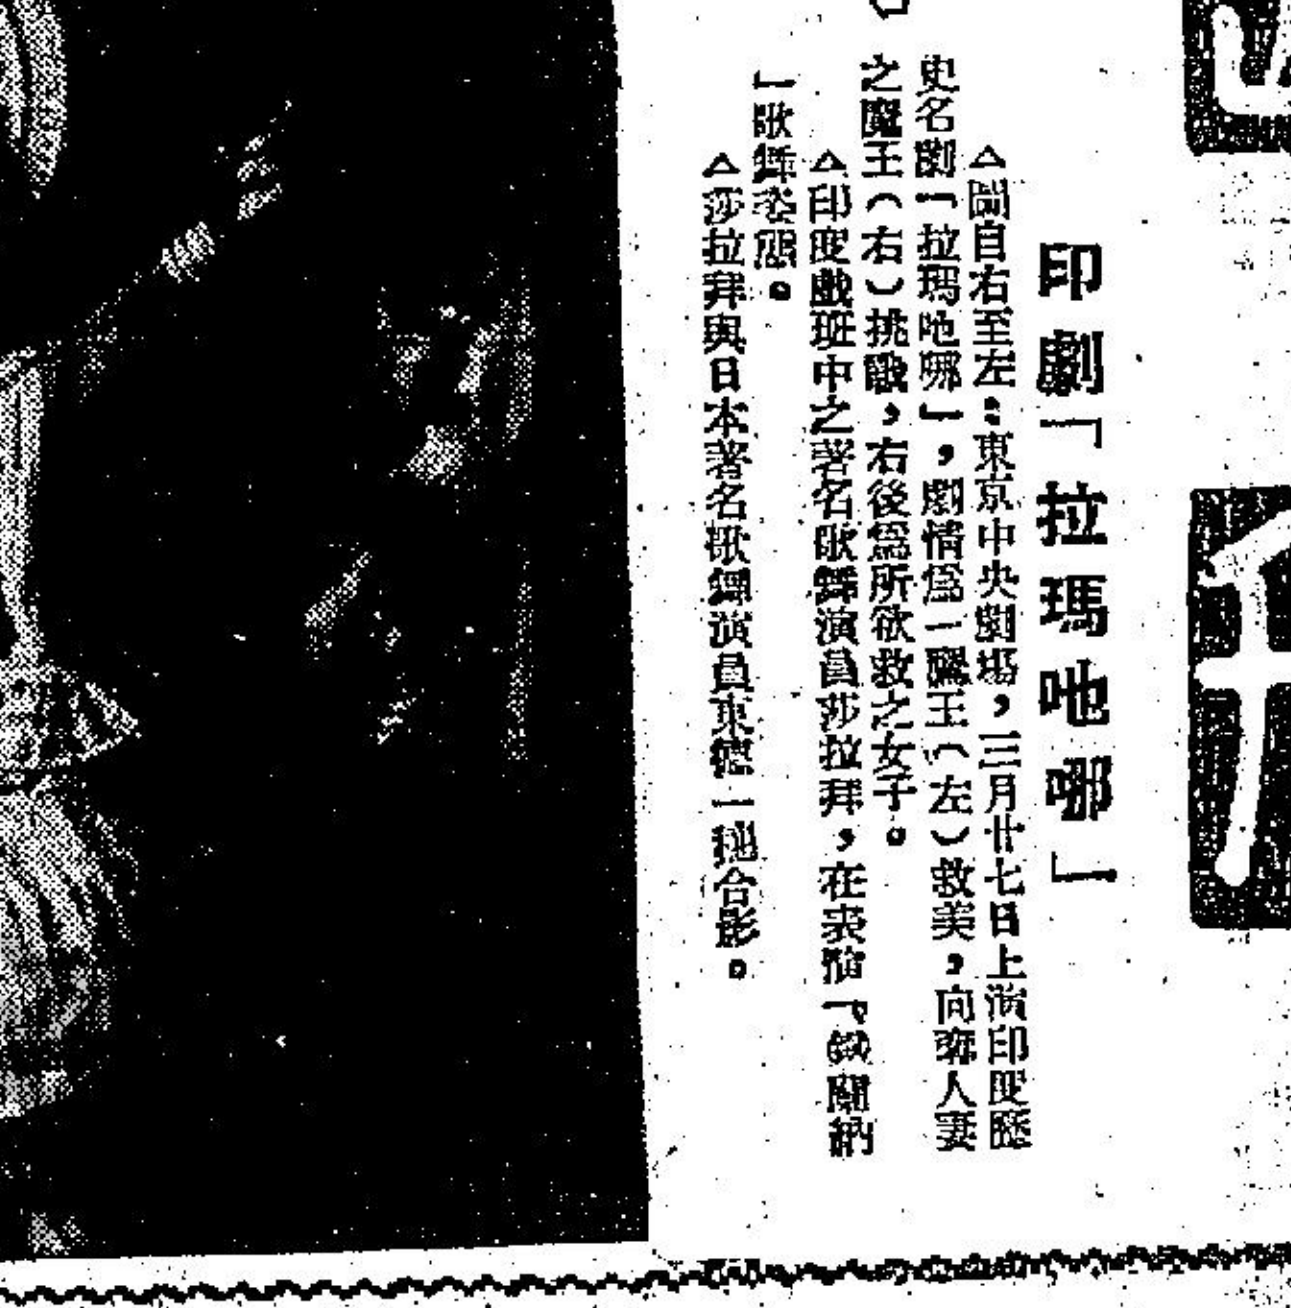 印劇「拉瑪吔哪」
△圖自右至左：東京中央劇場，三月廿七日上演印度歷
史名劇「拉瑪吔哪」，劇情爲一魔王（左）救美，向奪人妻
之魔王（右）挑戰，右後爲所欲救之女子。
△印度戲班中之著名歌舞演員莎拉拜，在表演「 蘭納
」歌舞姿態。
△莎拉拜與日本著名歌舞演員東德一 合影。